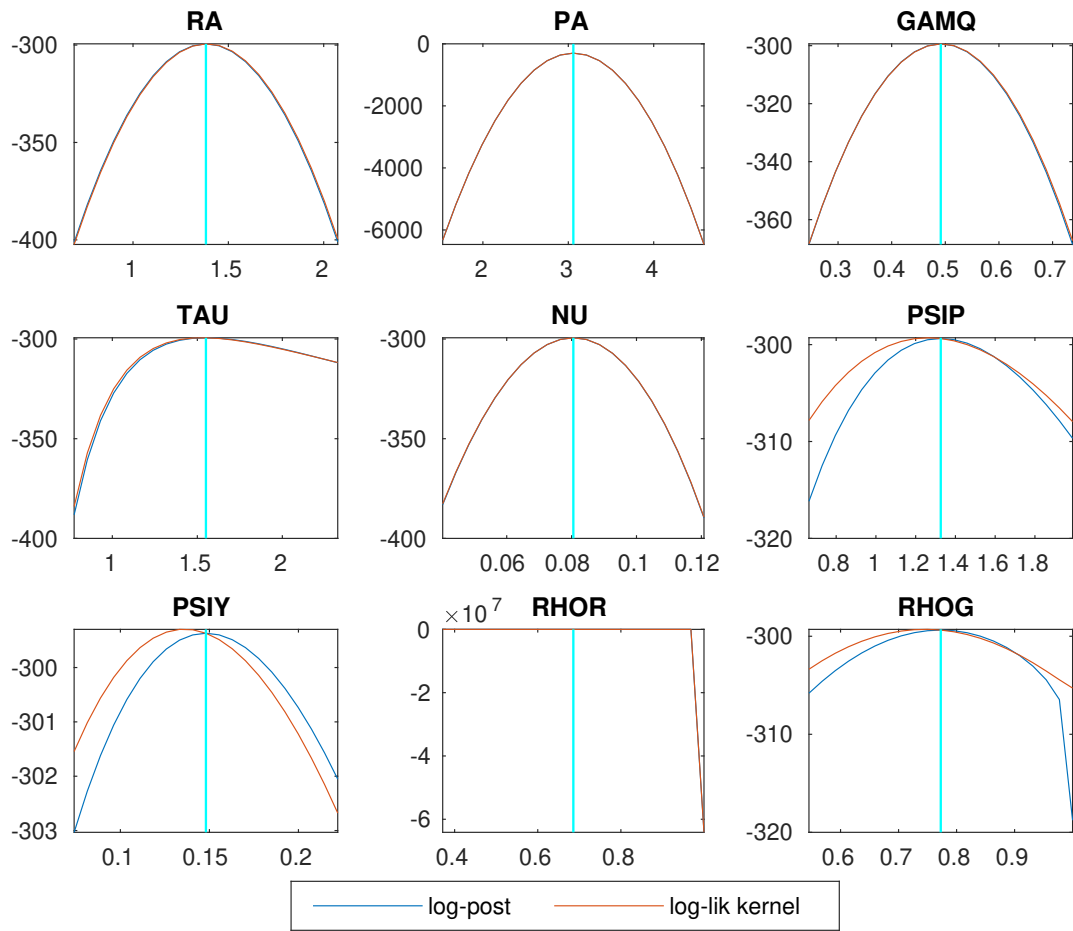 RA PA GAMQ
-300 -350 -400
1 1.5 2
0 -2000 -4000 -6000
2 3 4
-300 -320 -340 -360
0.3 0.4 0.5 0.6 0.7
TAU NU PSIP
-300 -350 -400
1 1.5 2
-300 -350 -400
0.06 0.08 0.1 0.12
-300 -310 -320
0.8 1 1.2 1.4 1.6 1.8
PSIY RHOR RHOG
-300 -301 -302 -303
0.1 0.15 0.2
×10^7
0 -2 -4 -6
0.4 0.6 0.8
-300 -310 -320
0.6 0.7 0.8 0.9
log-post log-lik kernel